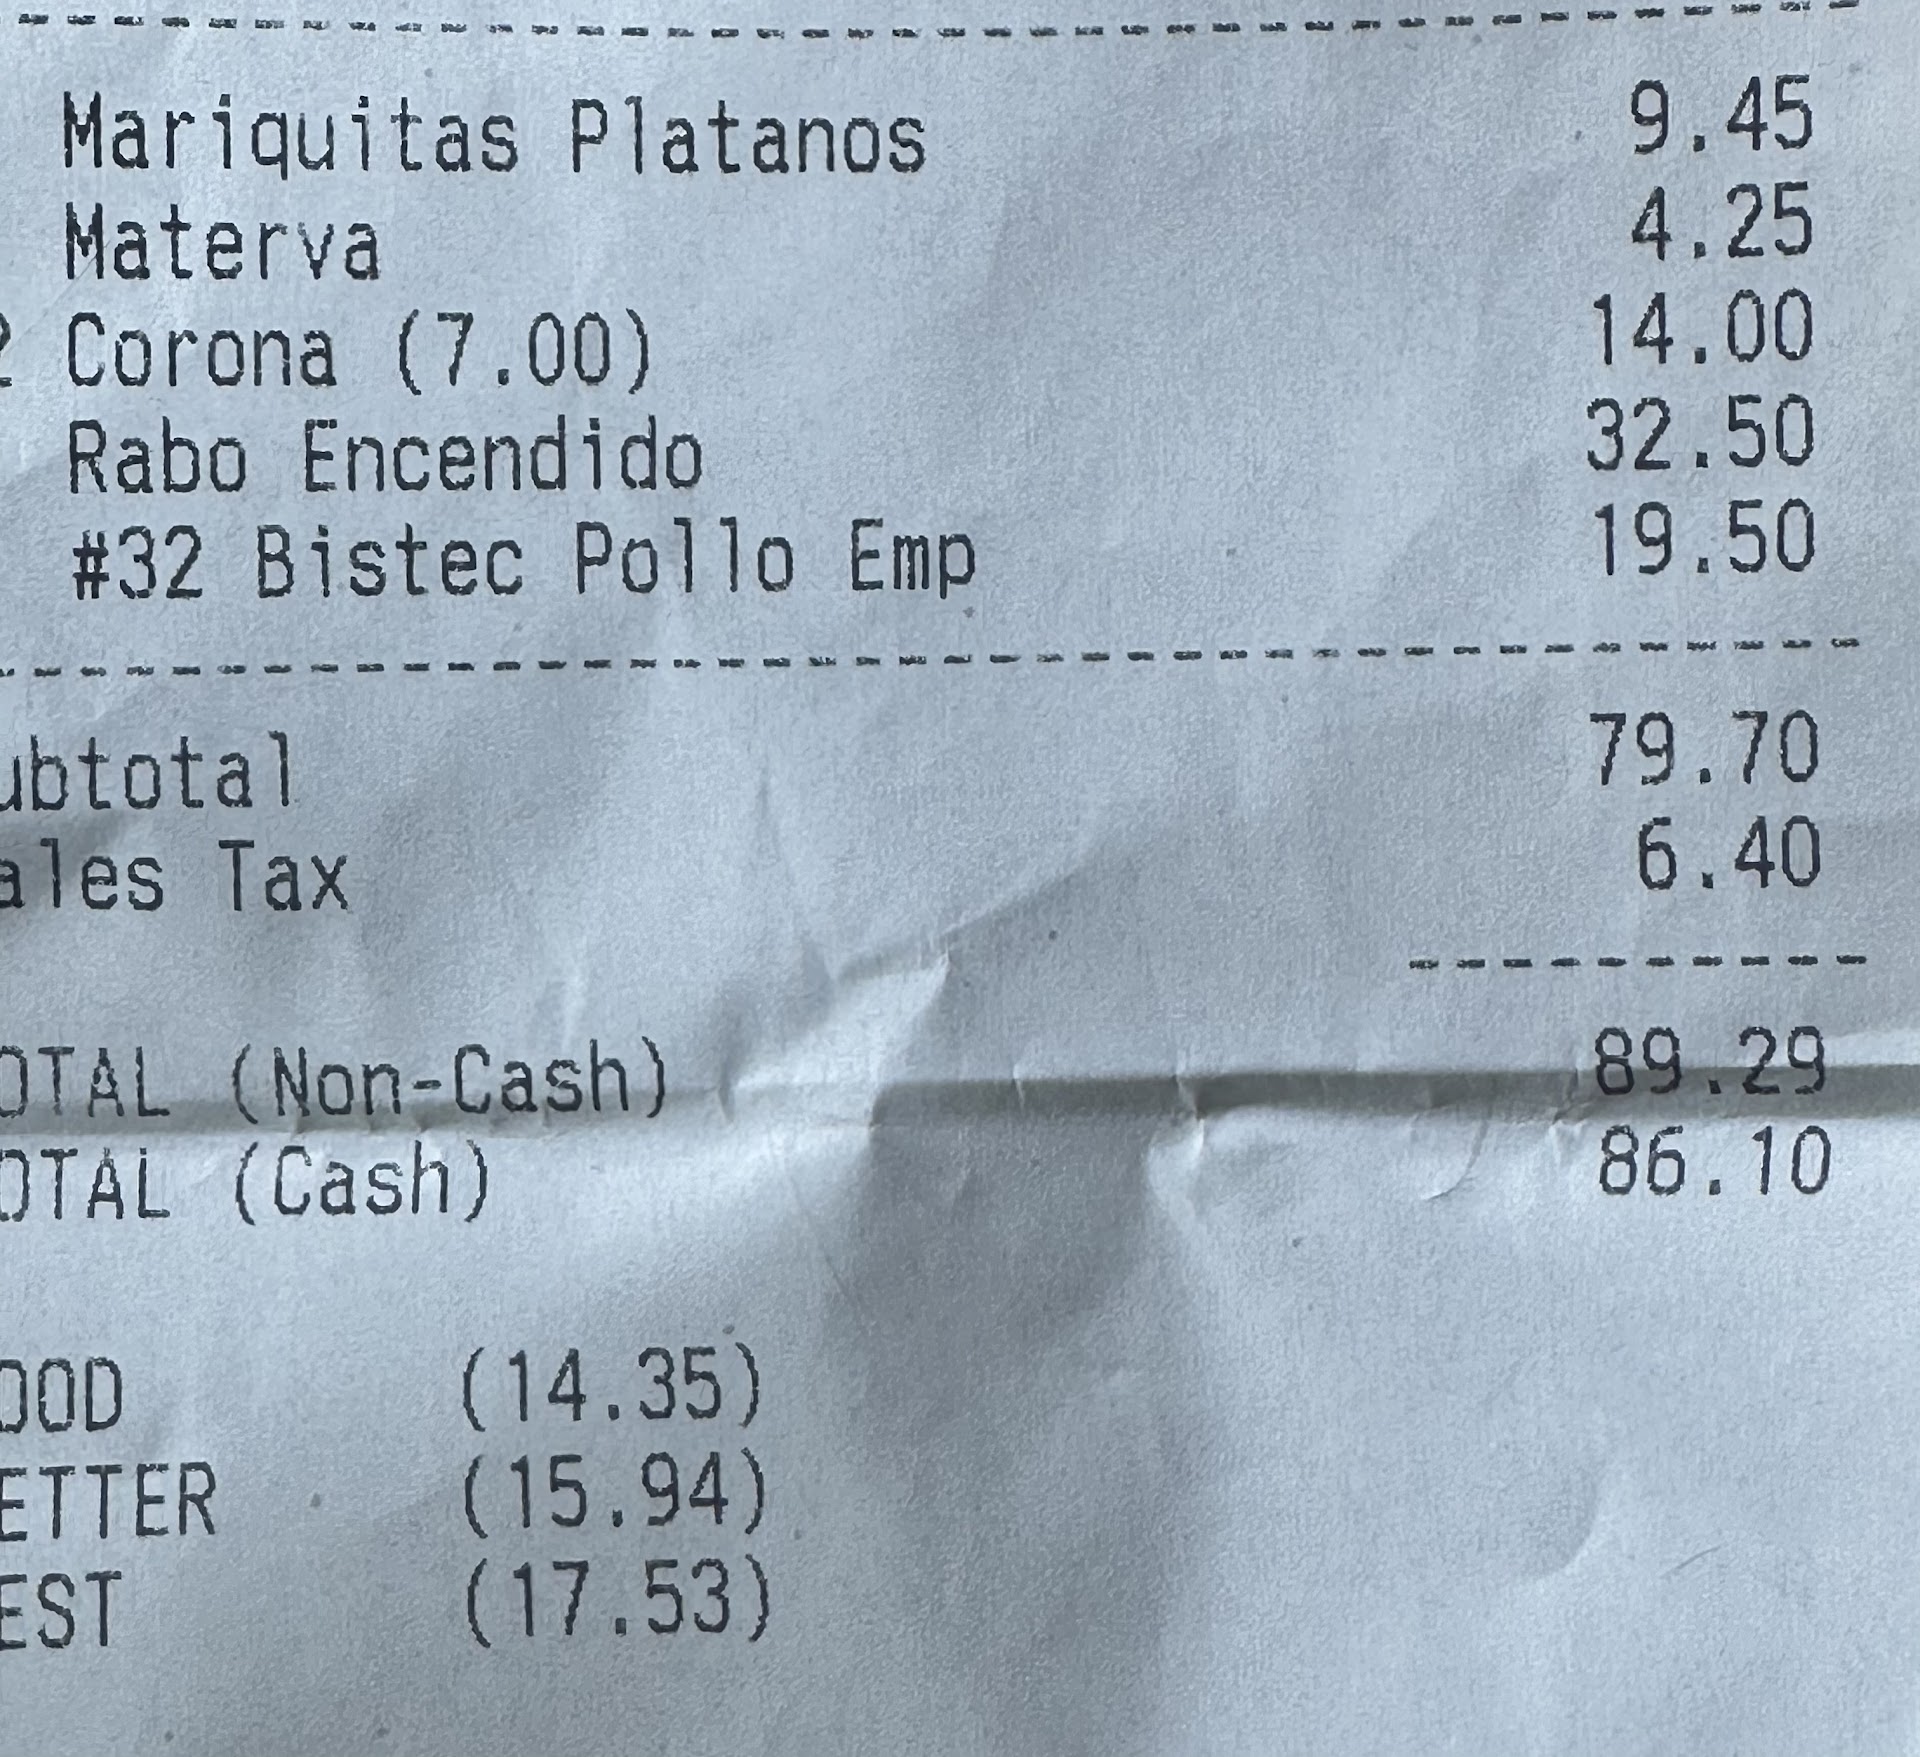 Mariquitas Platanos 9.45
Materva 4.25
2 Corona (7.00) 14.00
Rabo Encendido 32.50
#32 Bistec Pollo Emp 19.50
ubtotal 79.70
ales Tax 6.40
OTAL (Non-Cash) 89.29
OTAL (Cash) 86.10
OOD (14.35)
ETTER (15.94)
EST (17.53)